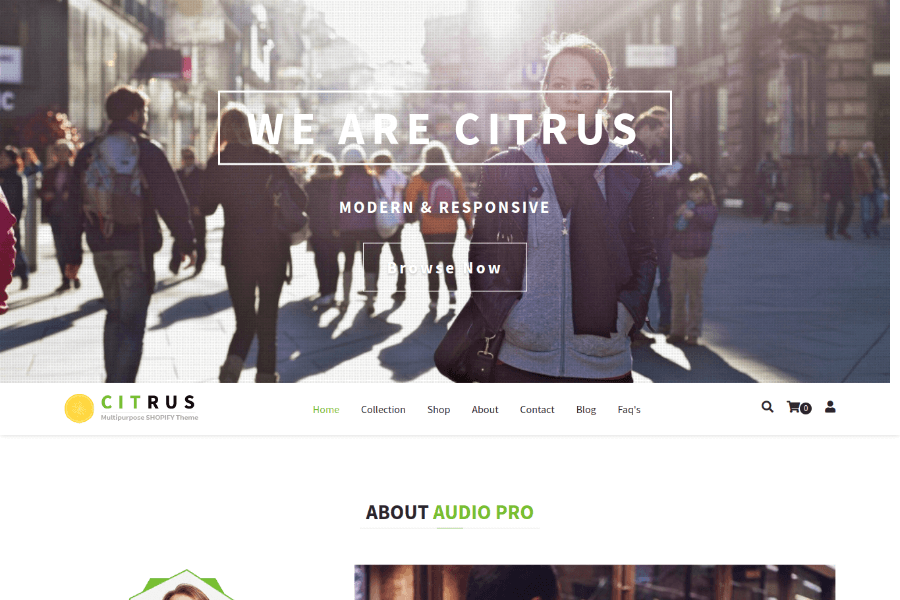 WE ARE CITRUS
MODERN & RESPONSIVE
Browse Now
CITRUS
Multipurpose SHOPIFY Theme
Home Collection Shop About Contact Blog Faq's
0
ABOUT AUDIO PRO